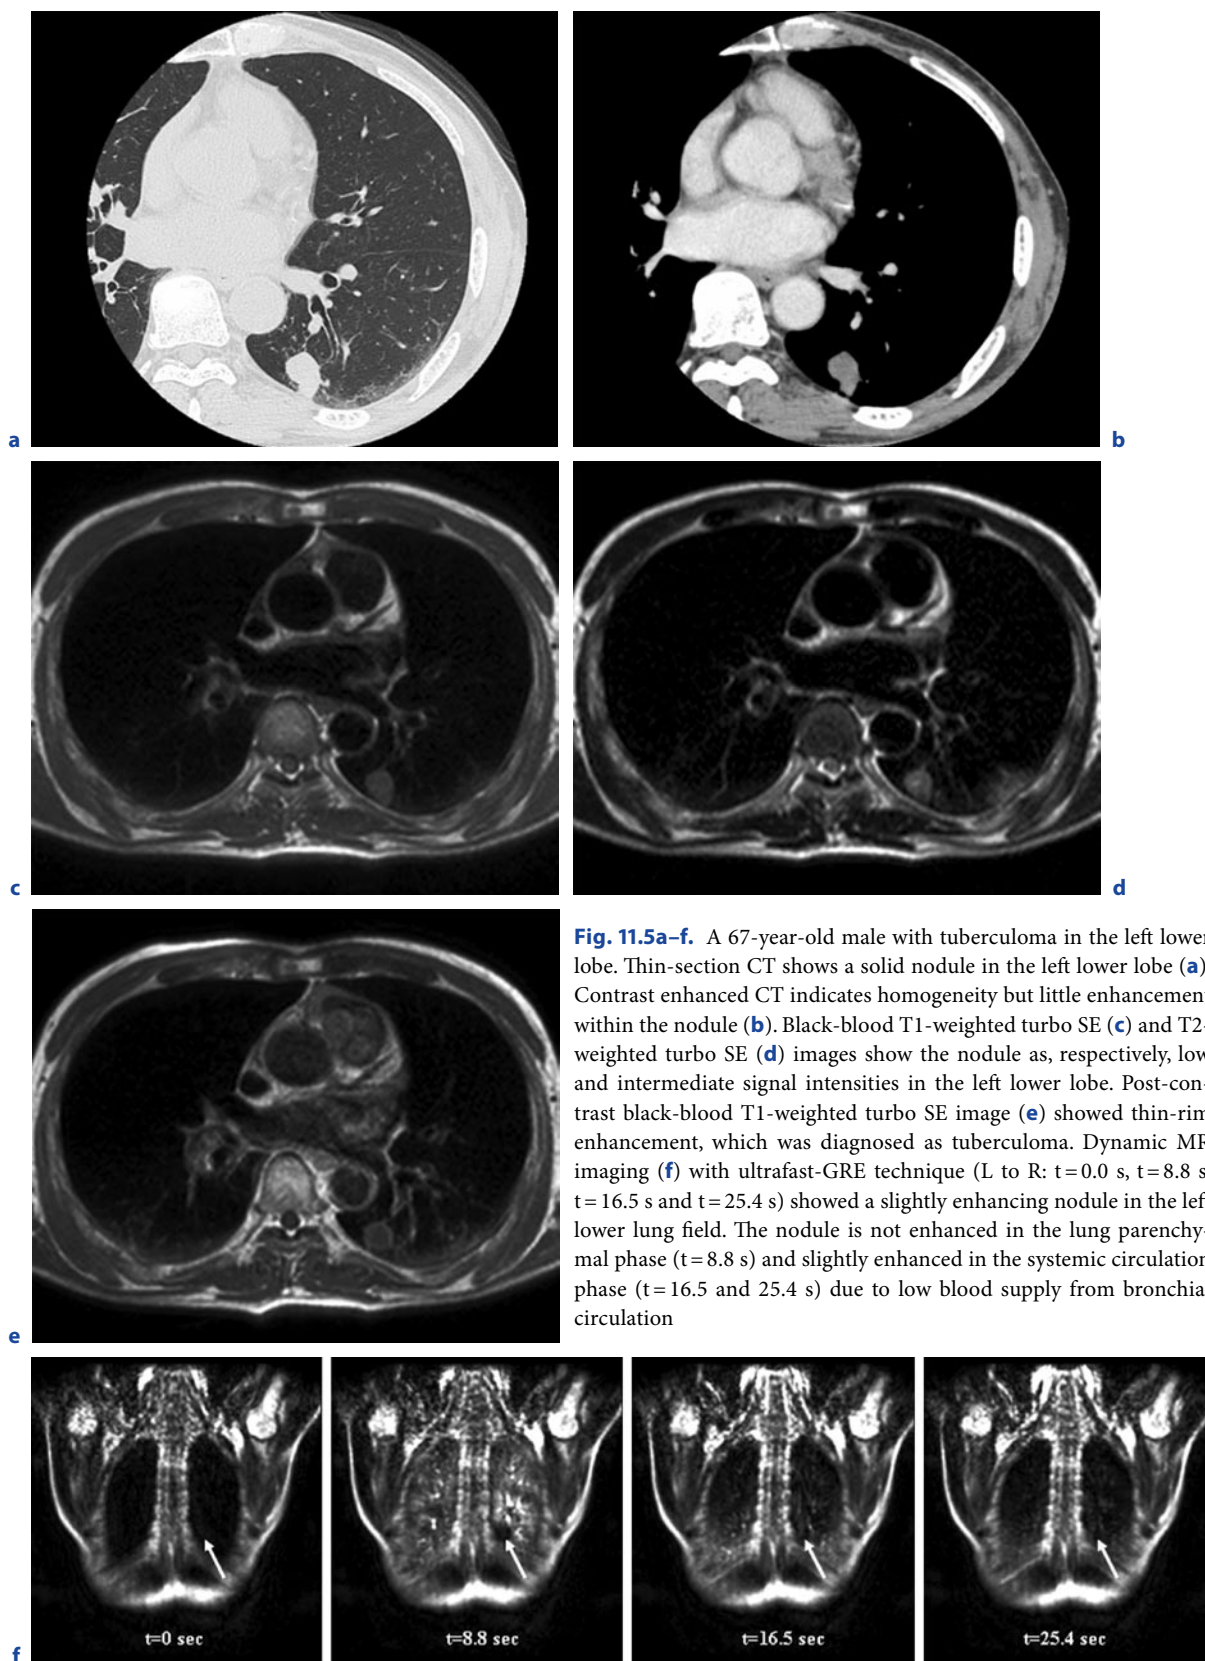 a
b
c
d
e
Fig. 11.5a–f. A 67-year-old male with tuberculoma in the left lower
lobe. Thin-section CT shows a solid nodule in the left lower lobe (a)
Contrast enhanced CT indicates homogeneity but little enhancement
within the nodule (b). Black-blood T1-weighted turbo SE (c) and T2-
weighted turbo SE (d) images show the nodule as, respectively, low
and intermediate signal intensities in the left lower lobe. Post-con-
trast black-blood T1-weighted turbo SE image (e) showed thin-rim
enhancement, which was diagnosed as tuberculoma. Dynamic MR
imaging (f) with ultrafast-GRE technique (L to R: t=0.0 s, t=8.8 s
t=16.5 s and t=25.4 s) showed a slightly enhancing nodule in the left
lower lung field. The nodule is not enhanced in the lung parenchy-
mal phase (t=8.8 s) and slightly enhanced in the systemic circulation
phase (t=16.5 and 25.4 s) due to low blood supply from bronchia
circulation
t=0 sec
t=8.8 sec
t=16.5 sec
t=25.4 sec
f